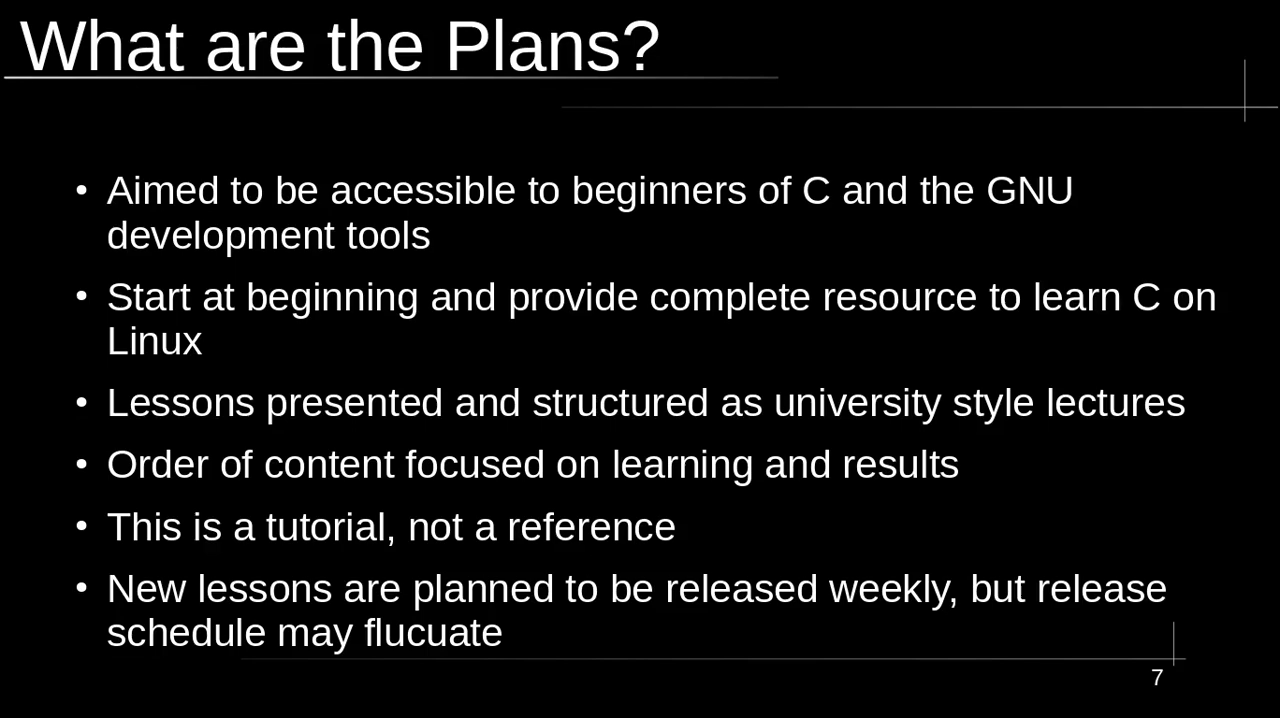 What are the Plans?
• Aimed to be accessible to beginners of C and the GNU
development tools
• Start at beginning and provide complete resource to learn C on
Linux
• Lessons presented and structured as university style lectures
• Order of content focused on learning and results
• This is a tutorial, not a reference
• New lessons are planned to be released weekly, but release
schedule may flucuate
7